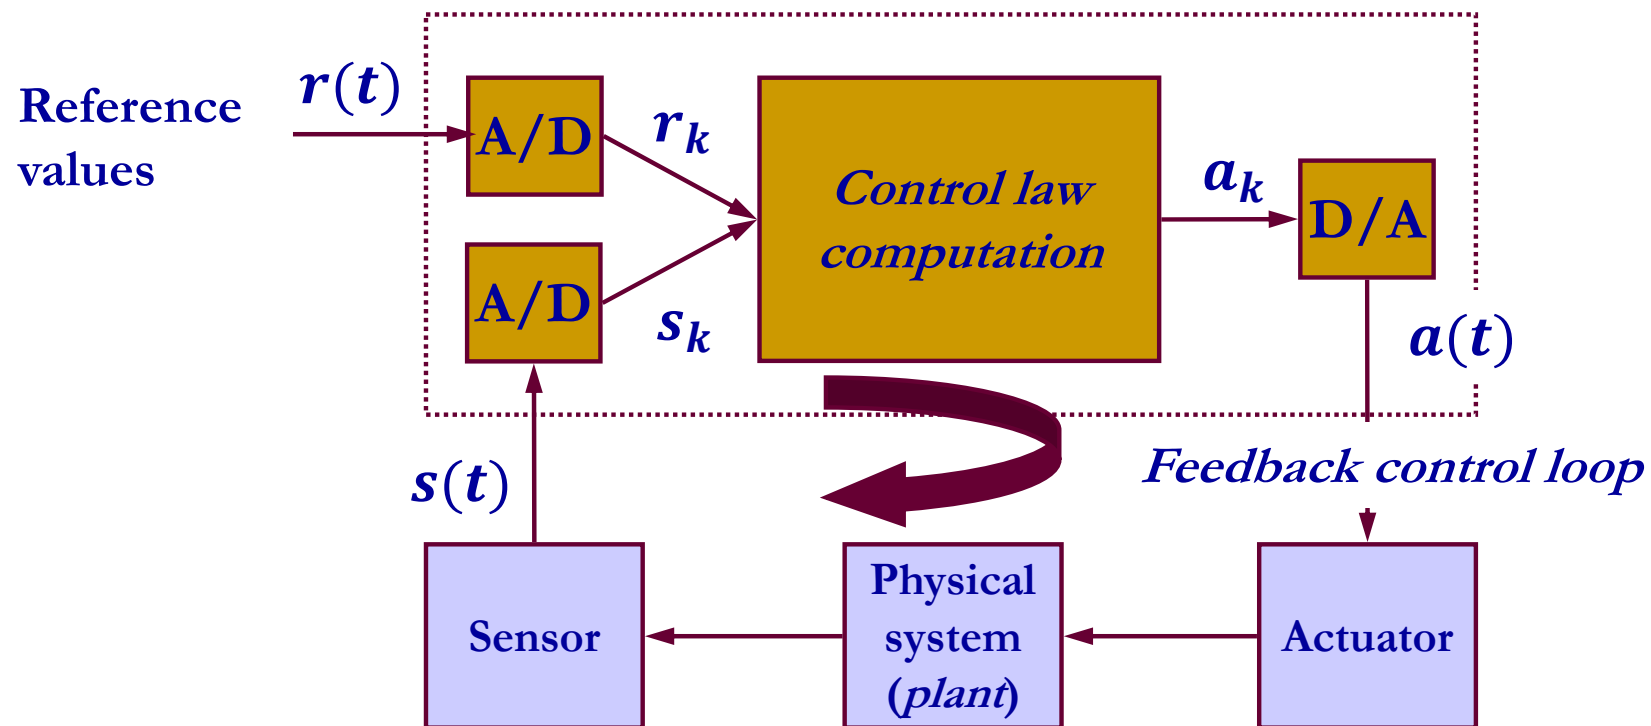 Reference
values
r(t)
A/D
r_k
A/D
s_k
Control law
computation
a_k
D/A
a(t)
s(t)
Feedback control loop
Sensor
Physical
system
(plant)
Actuator